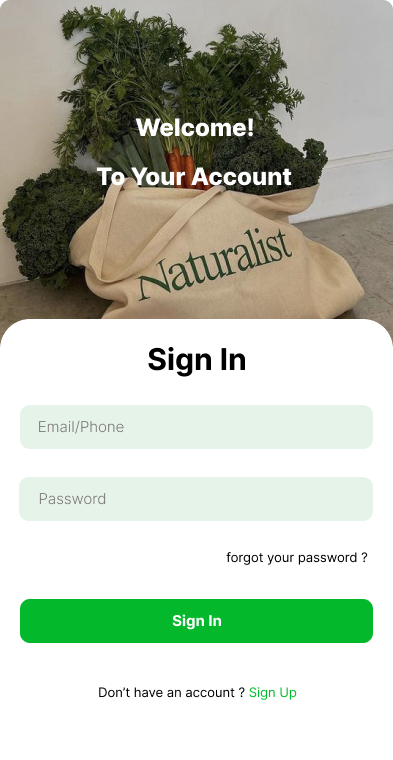 Welcome!
To Your Account
Naturalist
Sign In
Email/Phone
Password
forgot your password ?
Sign In
Don’t have an account ? Sign Up